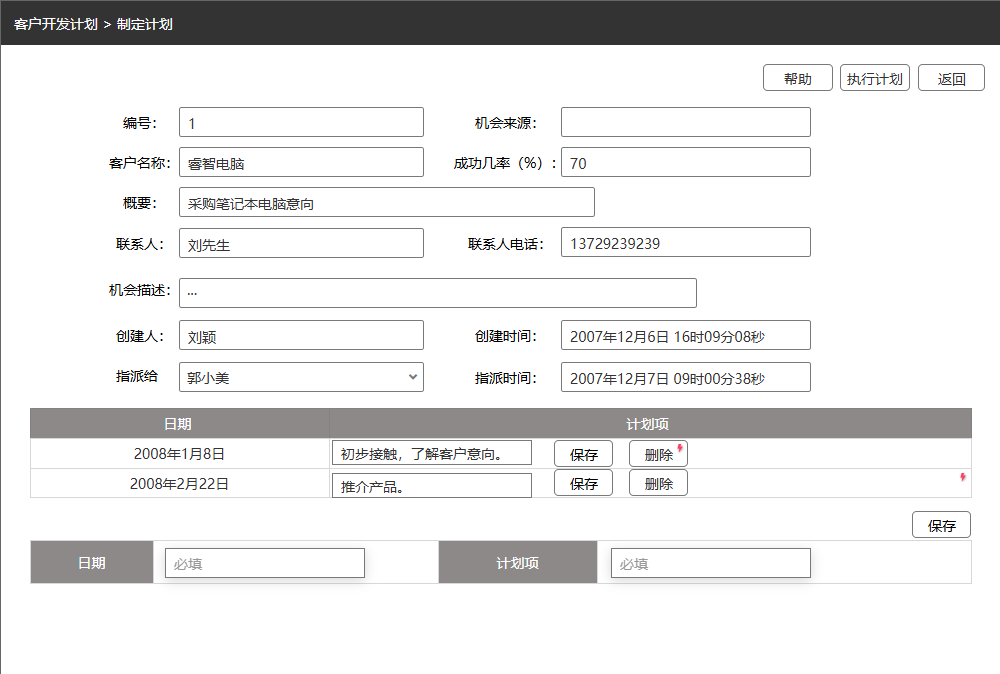 客户开发计划 > 制定计划
帮助 执行计划 返回
编号： 1 机会来源：
客户名称： 睿智电脑 成功几率（%）： 70
概要： 采购笔记本电脑意向
联系人： 刘先生 联系人电话： 13729239239
机会描述： ...
创建人： 刘颖 创建时间： 2007年12月6日 16时09分08秒
指派给 郭小美 指派时间： 2007年12月7日 09时00分38秒
日期 计划项
2008年1月8日 初步接触，了解客户意向。 保存 删除
2008年2月22日 推介产品。 保存 删除
保存
日期 必填 计划项 必填